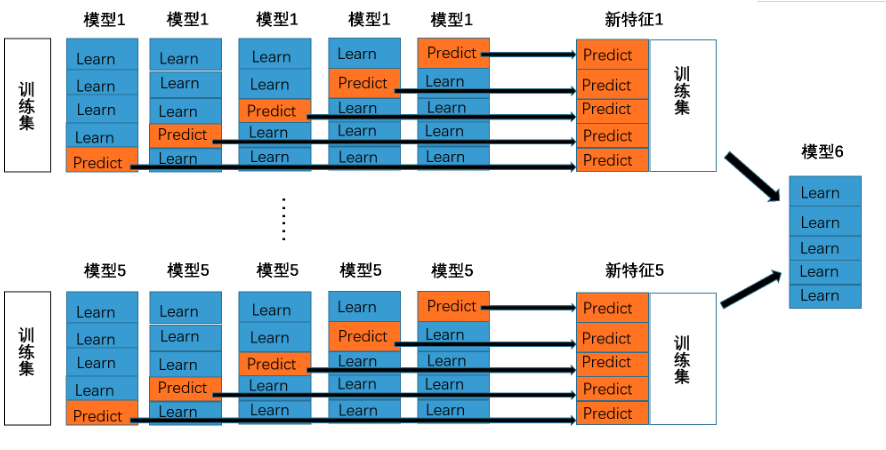 模型1 模型1 模型1 模型1 模型1 新特征1
训练集
Learn Learn Learn Learn Predict Predict
Learn Learn Learn Predict Learn Predict
Learn Learn Predict Learn Learn Predict
Learn Predict Learn Learn Learn Predict
Predict Learn Learn Learn Learn Predict
训练集
模型6
Learn
Learn
Learn
Learn
Learn
模型5 模型5 模型5 模型5 模型5 新特征5
训练集
Learn Learn Learn Learn Predict Predict
Learn Learn Learn Predict Learn Predict
Learn Learn Predict Learn Learn Predict
Learn Predict Learn Learn Learn Predict
Predict Learn Learn Learn Learn Predict
训练集